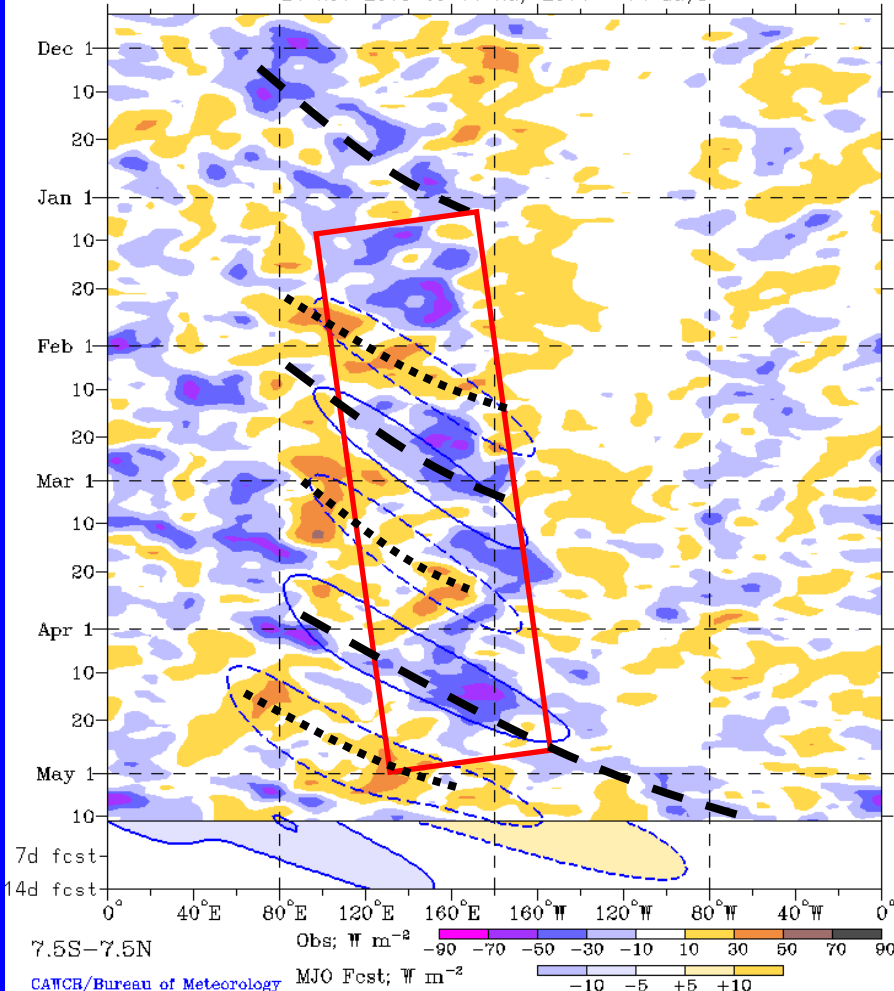 Dec 1
10
20
Jan 1
10
20
Feb 1
10
20
Mar 1
10
20
Apr 1
10
20
May 1
10
7d fcst
14d fcst
0° 40°E 80°E 120°E 160°E 160°W 120°W 80°W 40°W 0°
7.5S-7.5N
Obs; W m-2
-90 -70 -50 -30 -10 10 30 50 70 90
CAWCR/Bureau of Meteorology
MJO Fcst; W m-2
-10 -5 +5 +10